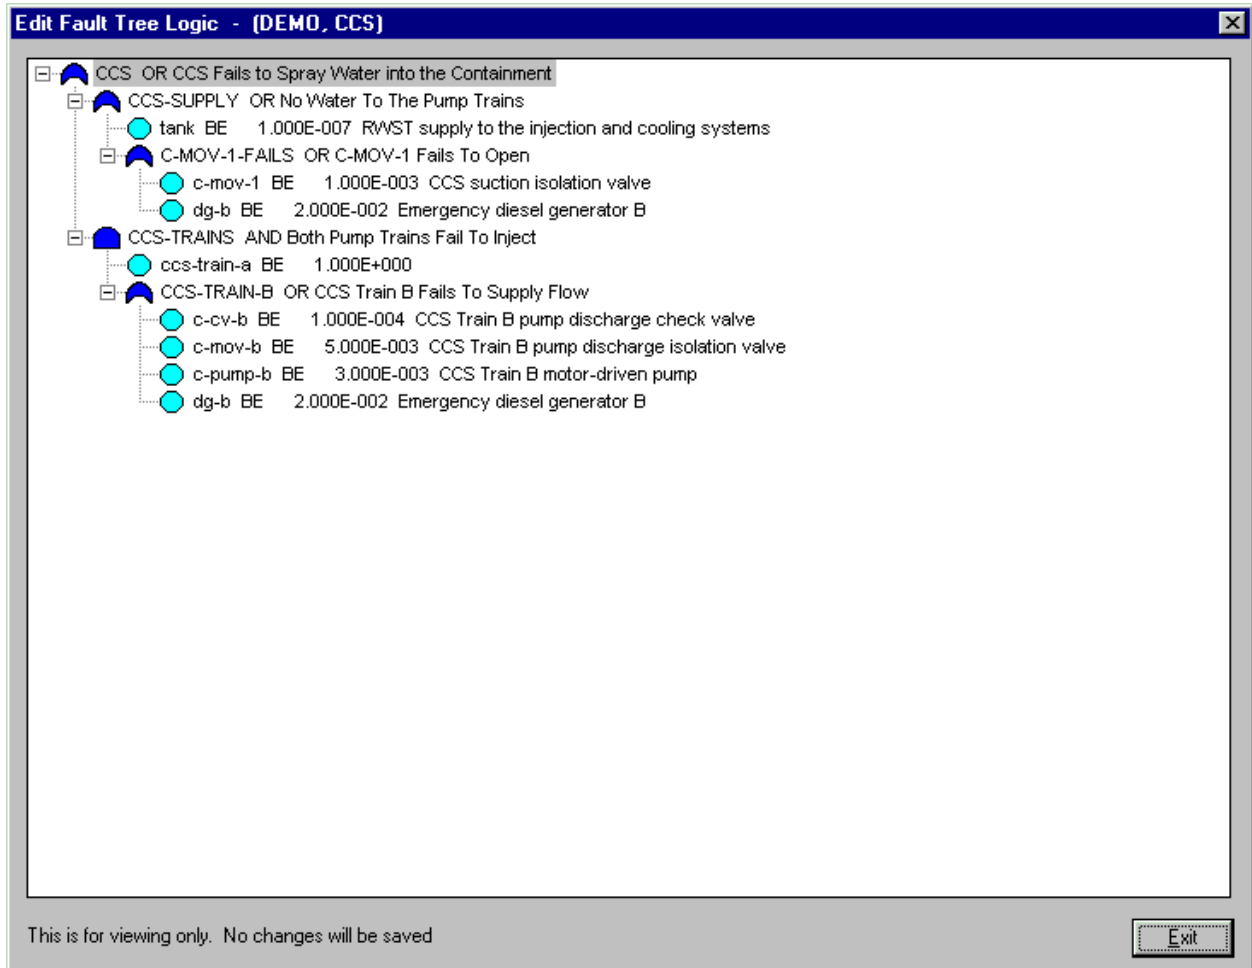 Edit Fault Tree Logic - (DEMO, CCS)
CCS OR CCS Fails to Spray Water into the Containment
CCS-SUPPLY OR No Water To The Pump Trains
tank BE 1.000E-007 RWST supply to the injection and cooling systems
C-MOV-1-FAILS OR C-MOV-1 Fails To Open
c-mov-1 BE 1.000E-003 CCS suction isolation valve
dg-b BE 2.000E-002 Emergency diesel generator B
CCS-TRAINS AND Both Pump Trains Fail To Inject
ccs-train-a BE 1.000E+000
CCS-TRAIN-B OR CCS Train B Fails To Supply Flow
c-cv-b BE 1.000E-004 CCS Train B pump discharge check valve
c-mov-b BE 5.000E-003 CCS Train B pump discharge isolation valve
c-pump-b BE 3.000E-003 CCS Train B motor-driven pump
dg-b BE 2.000E-002 Emergency diesel generator B
This is for viewing only. No changes will be saved
Exit